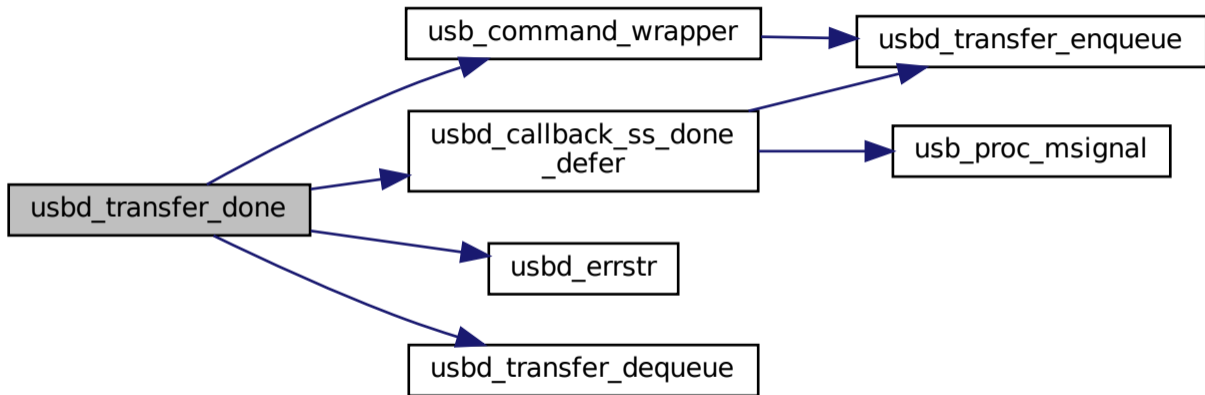 usb_command_wrapper
usbd_transfer_enqueue
usbd_callback_ss_done
_defer
usb_proc_msignal
usbd_transfer_done
usbd_errstr
usbd_transfer_dequeue